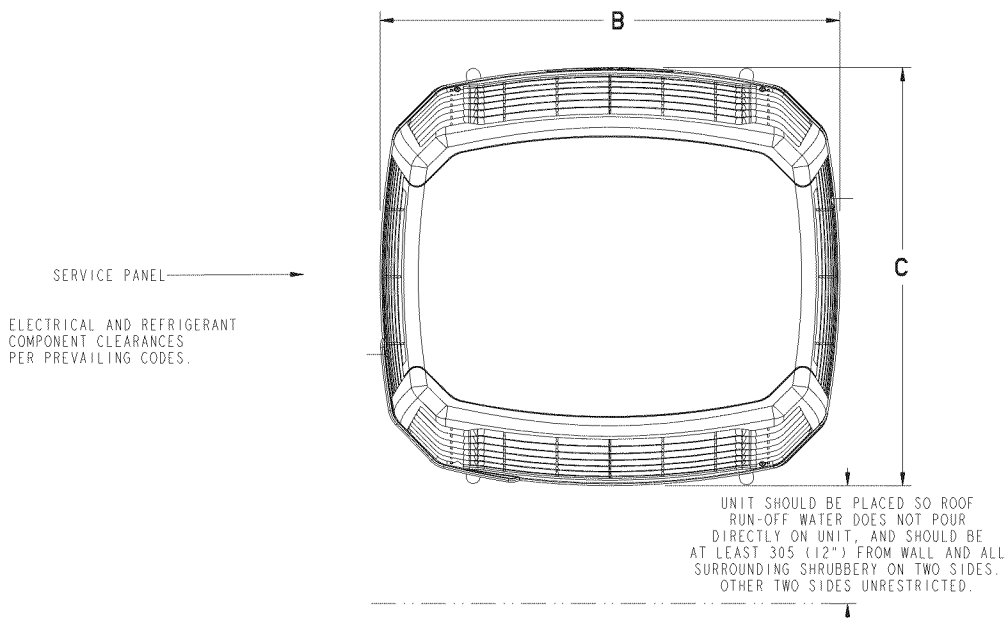 B
C
SERVICE PANEL
ELECTRICAL AND REFRIGERANT
COMPONENT CLEARANCES
PER PREVAILING CODES.
UNIT SHOULD BE PLACED SO ROOF
RUN-OFF WATER DOES NOT POUR
DIRECTLY ON UNIT, AND SHOULD BE
AT LEAST 305 (12") FROM WALL AND ALL
SURROUNDING SHRUBBERY ON TWO SIDES.
OTHER TWO SIDES UNRESTRICTED.